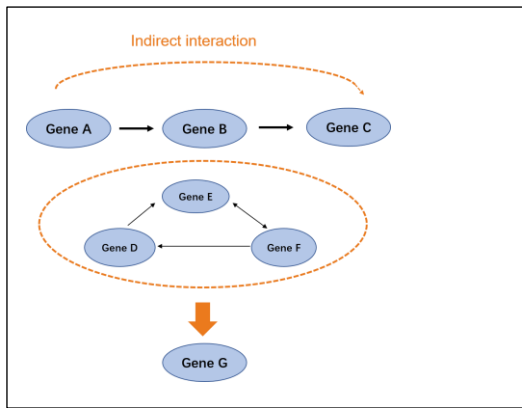 Indirect interaction
Gene A
Gene B
Gene C
Gene E
Gene D
Gene F
Gene G